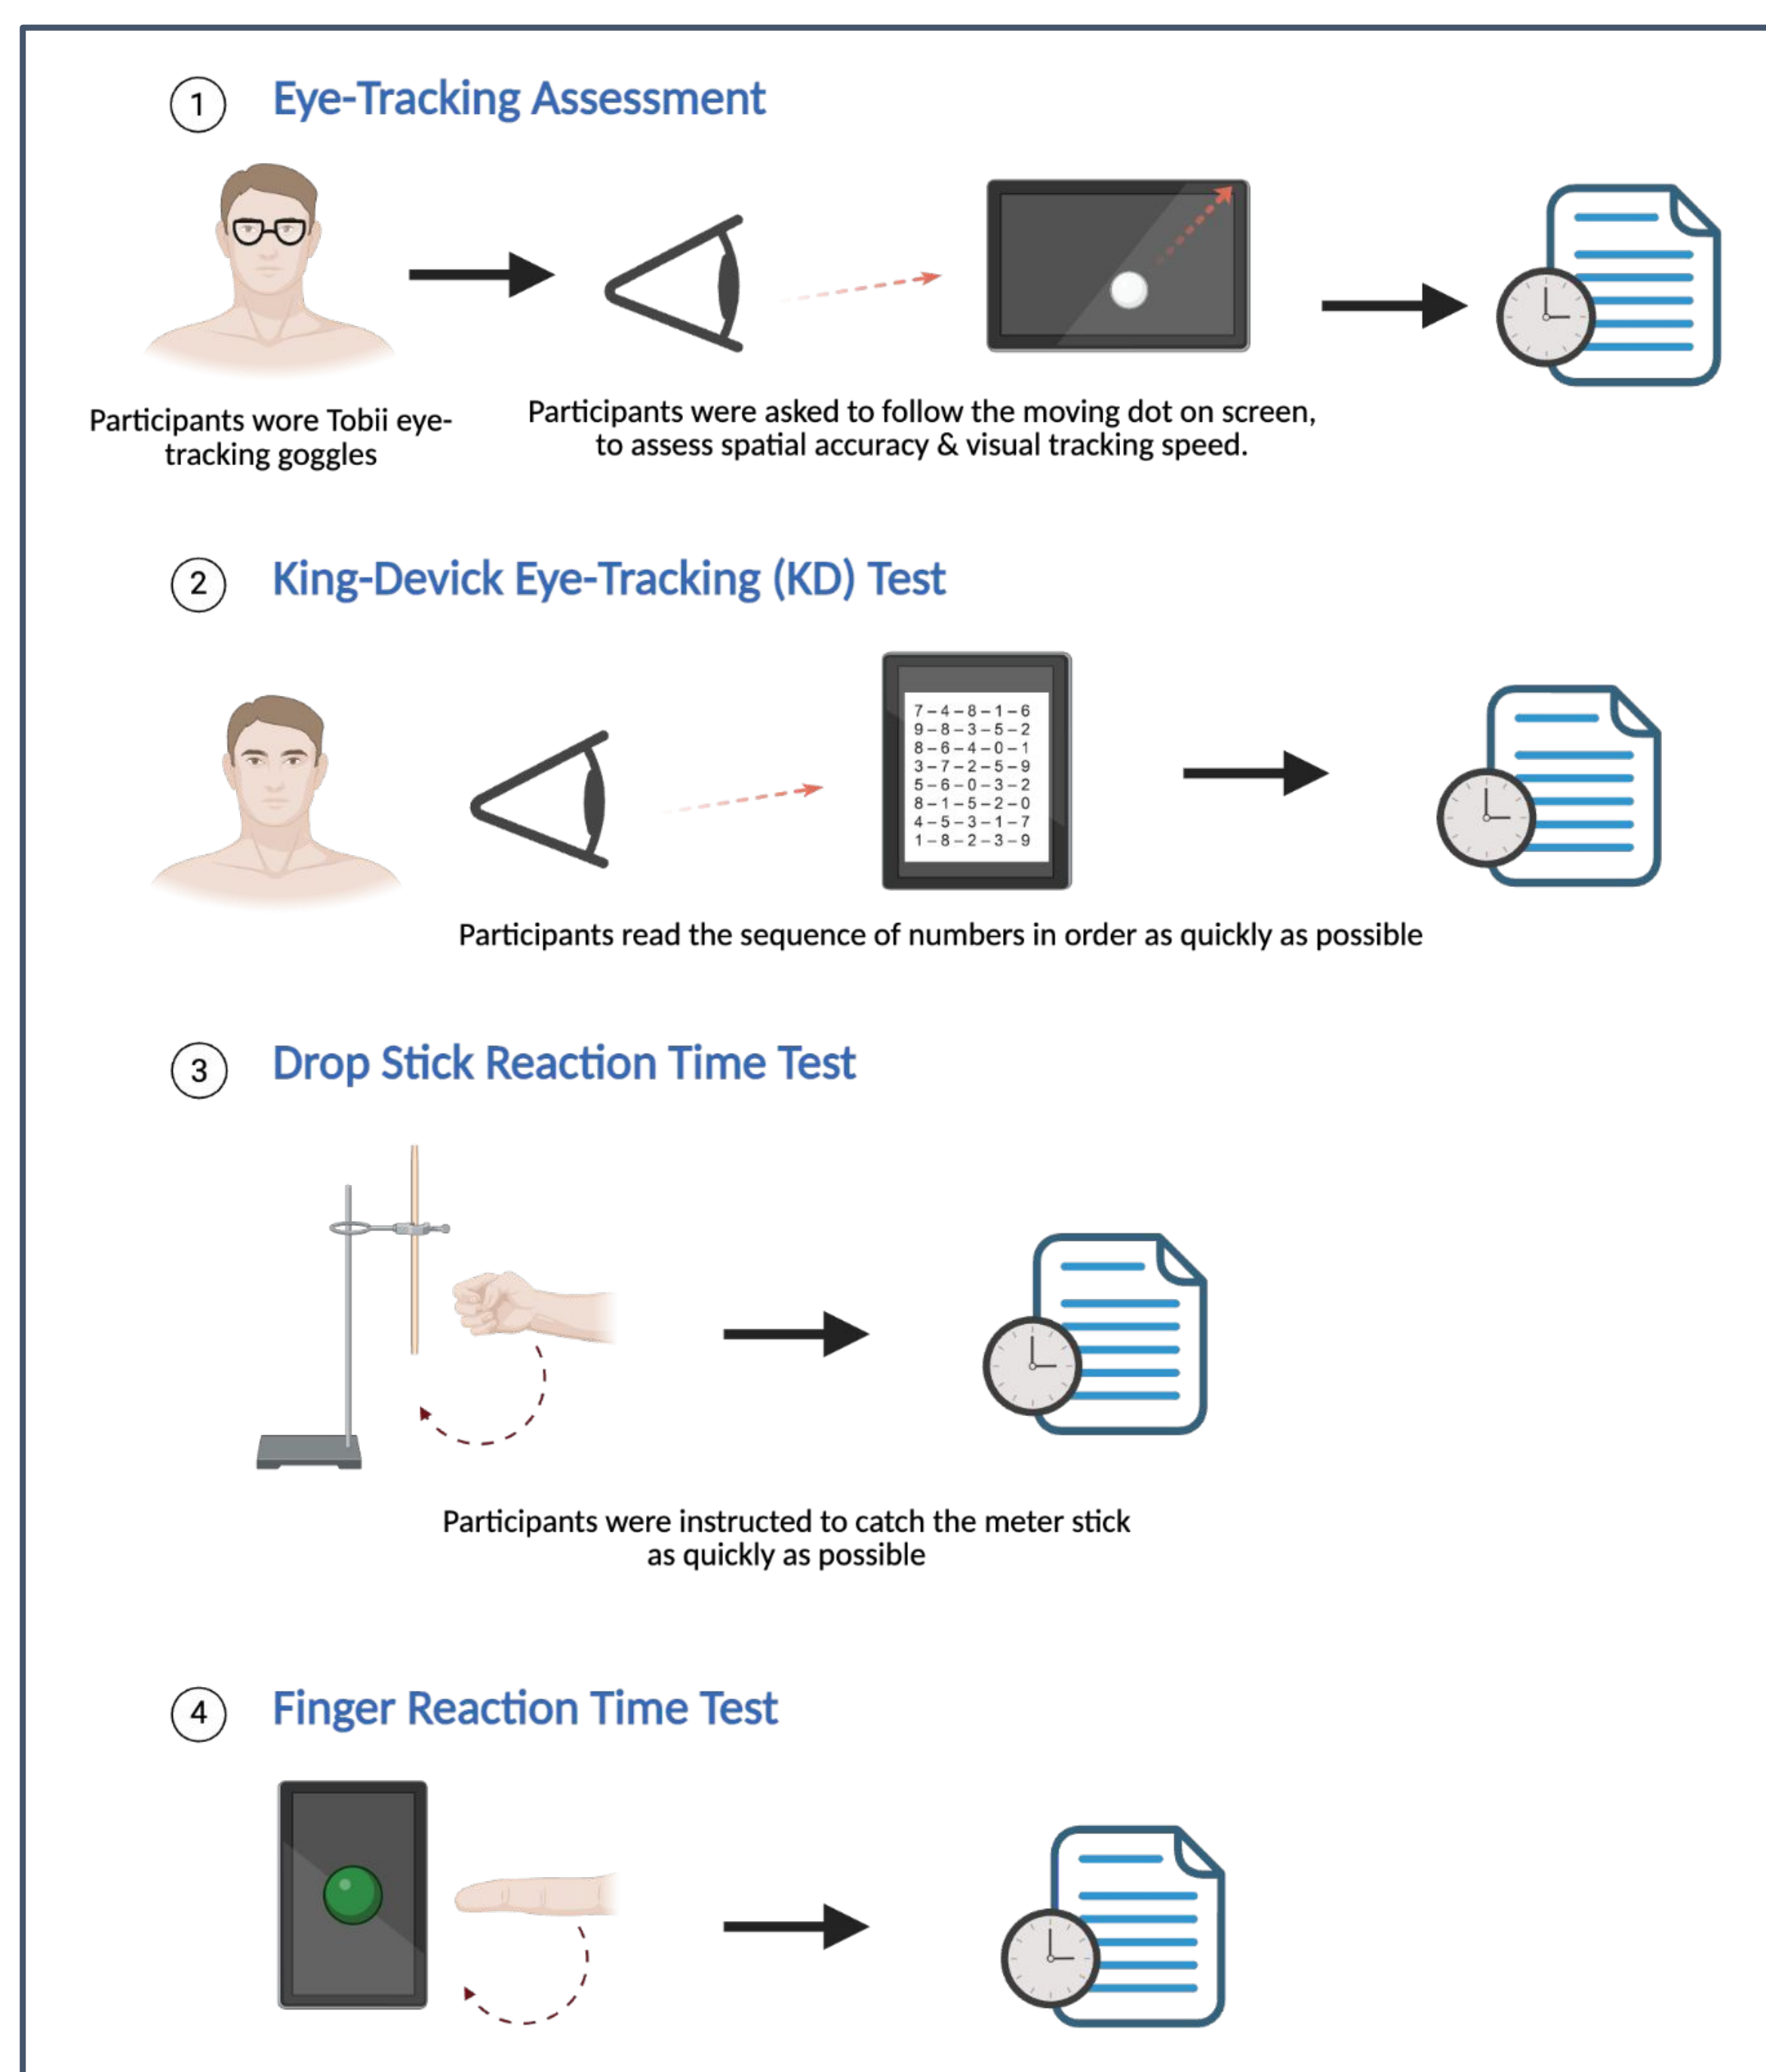 1 Eye-Tracking Assessment
Participants wore Tobii eye-
tracking goggles
Participants were asked to follow the moving dot on screen,
to assess spatial accuracy & visual tracking speed.
2 King-Devick Eye-Tracking (KD) Test
7 – 4 – 8 – 1 – 6
9 – 8 – 3 – 5 – 2
8 – 6 – 4 – 0 – 1
3 – 7 – 2 – 5 – 9
5 – 6 – 0 – 3 – 2
8 – 1 – 5 – 2 – 0
4 – 5 – 3 – 1 – 7
1 – 8 – 2 – 3 – 9
Participants read the sequence of numbers in order as quickly as possible
3 Drop Stick Reaction Time Test
Participants were instructed to catch the meter stick
as quickly as possible
4 Finger Reaction Time Test